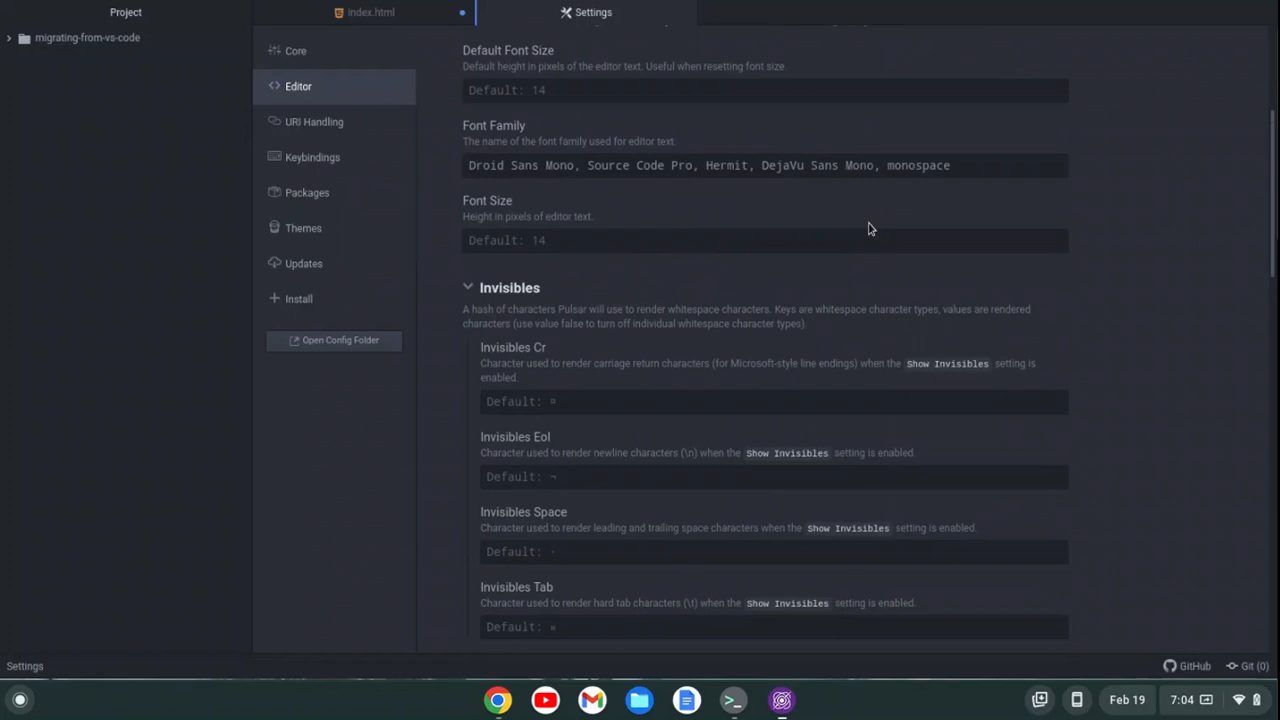 Project
index.html
Settings
migrating-from-vs-code
Core
Editor
URI Handling
Keybindings
Packages
Themes
Updates
Install
Open Config Folder
Default Font Size
Default height in pixels of the editor text. Useful when resetting font size
Default: 14
Font Family
The name of the font family used for editor text.
Droid Sans Mono, Source Code Pro, Hermit, DejaVu Sans Mono, monospace
Font Size
Height in pixels of editor text.
Default: 14
Invisibles
A hash of characters Pulsar will use to render whitespace characters. Keys are whitespace character types, values are rendered
characters (use value false to turn off individual whitespace character types).
Invisibles Cr
Character used to render carriage return characters (for Microsoft-style line endings) when the Show Invisibles setting is
enabled.
Default: ¤
Invisibles Eol
Character used to render newline characters (\n) when the Show Invisibles setting is enabled.
Default: ¬
Invisibles Space
Character used to render leading and trailing space characters when the Show Invisibles setting is enabled.
Default: ·
Invisibles Tab
Character used to render hard tab characters (\t) when the Show Invisibles setting is enabled.
Default: »
Settings
GitHub
Git (0)
Feb 19
7:04